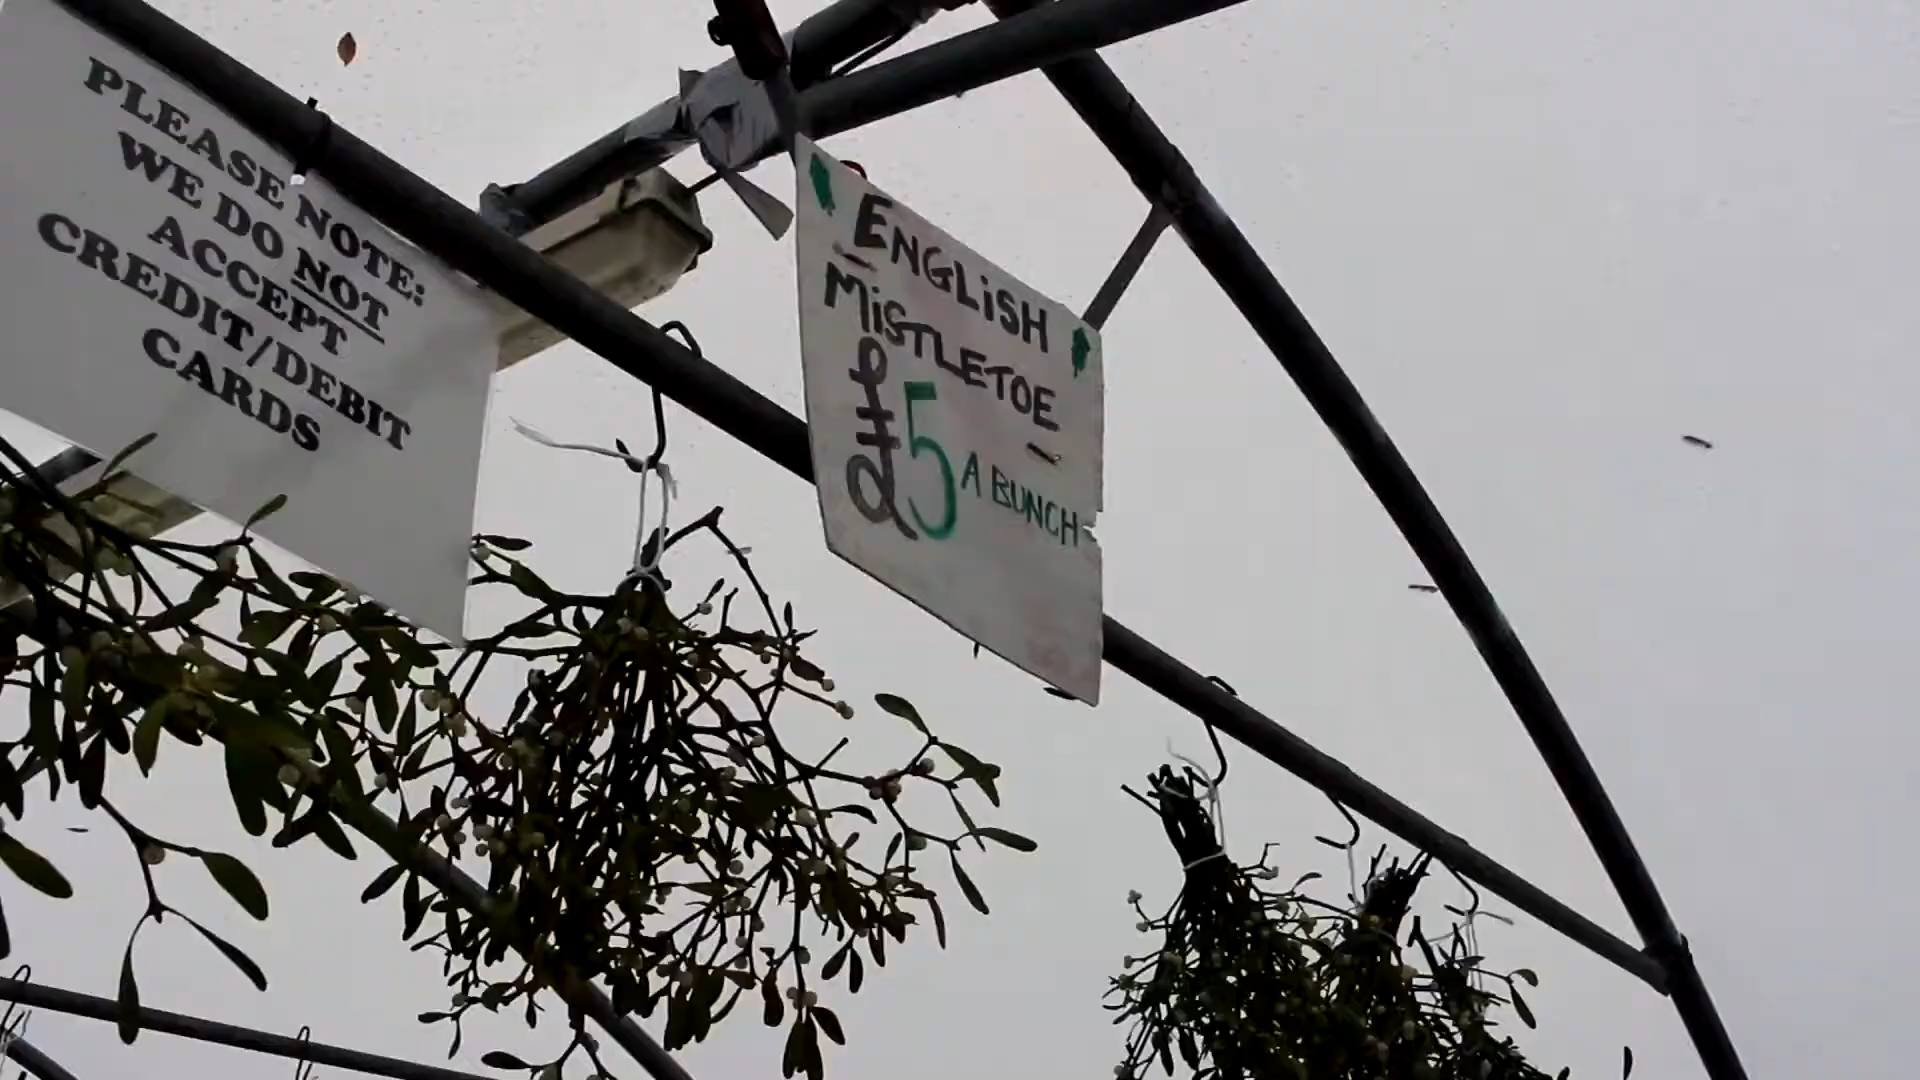 PLEASE NOTE:
WE DO NOT
ACCEPT
CREDIT/DEBIT
CARDS
ENGLiSH
MiSTLETOE
£5 A BUNCH